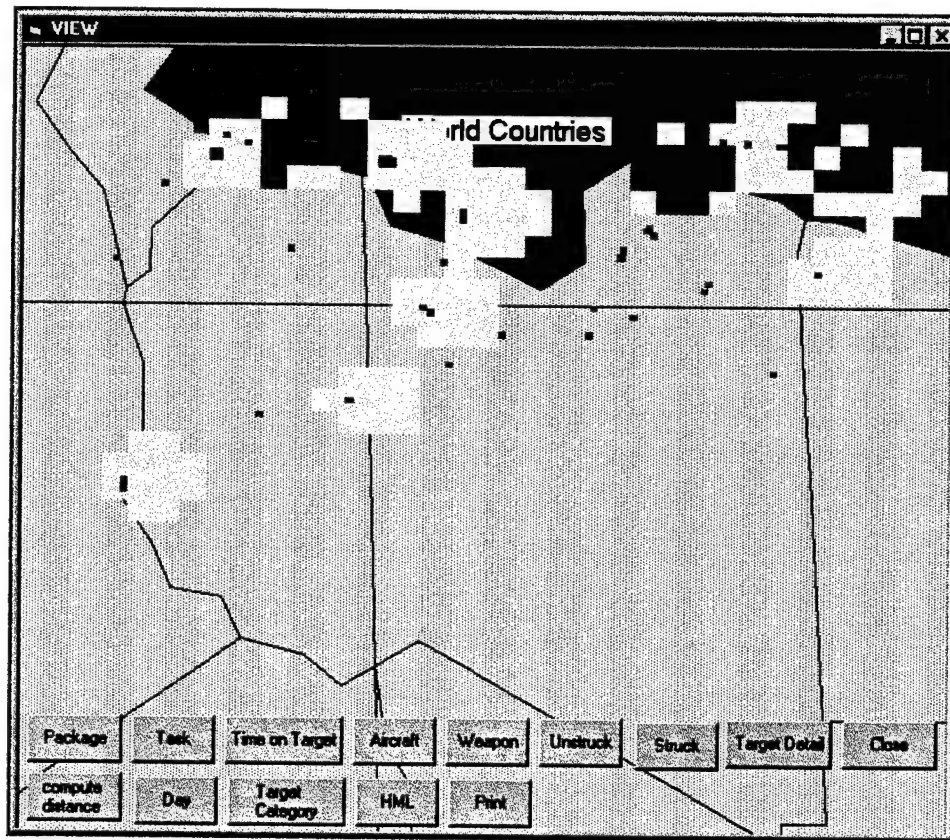 VIEW
rld Countries
Package Task Time on Target Aircraft Weapon Unstruck Struck Target Detail Close
compute
distance
Day
Target
Category
HML
Print